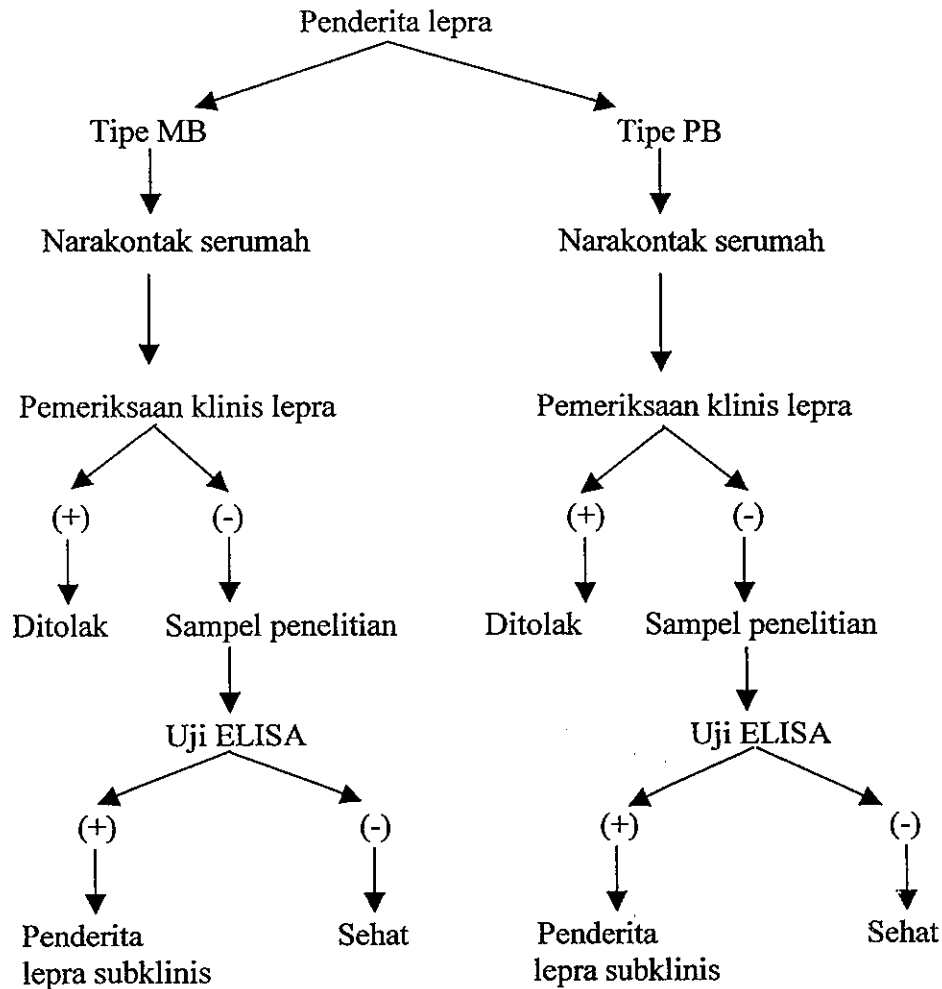 Penderita lepra
Tipe MB Tipe PB
Narakontak serumah Narakontak serumah
Pemeriksaan klinis lepra Pemeriksaan klinis lepra
(+) (-) (+) (-)
Ditolak Sampel penelitian Ditolak Sampel penelitian
Uji ELISA Uji ELISA
(+) (-) (+) (-)
Penderita Sehat Penderita Sehat
lepra subklinis lepra subklinis